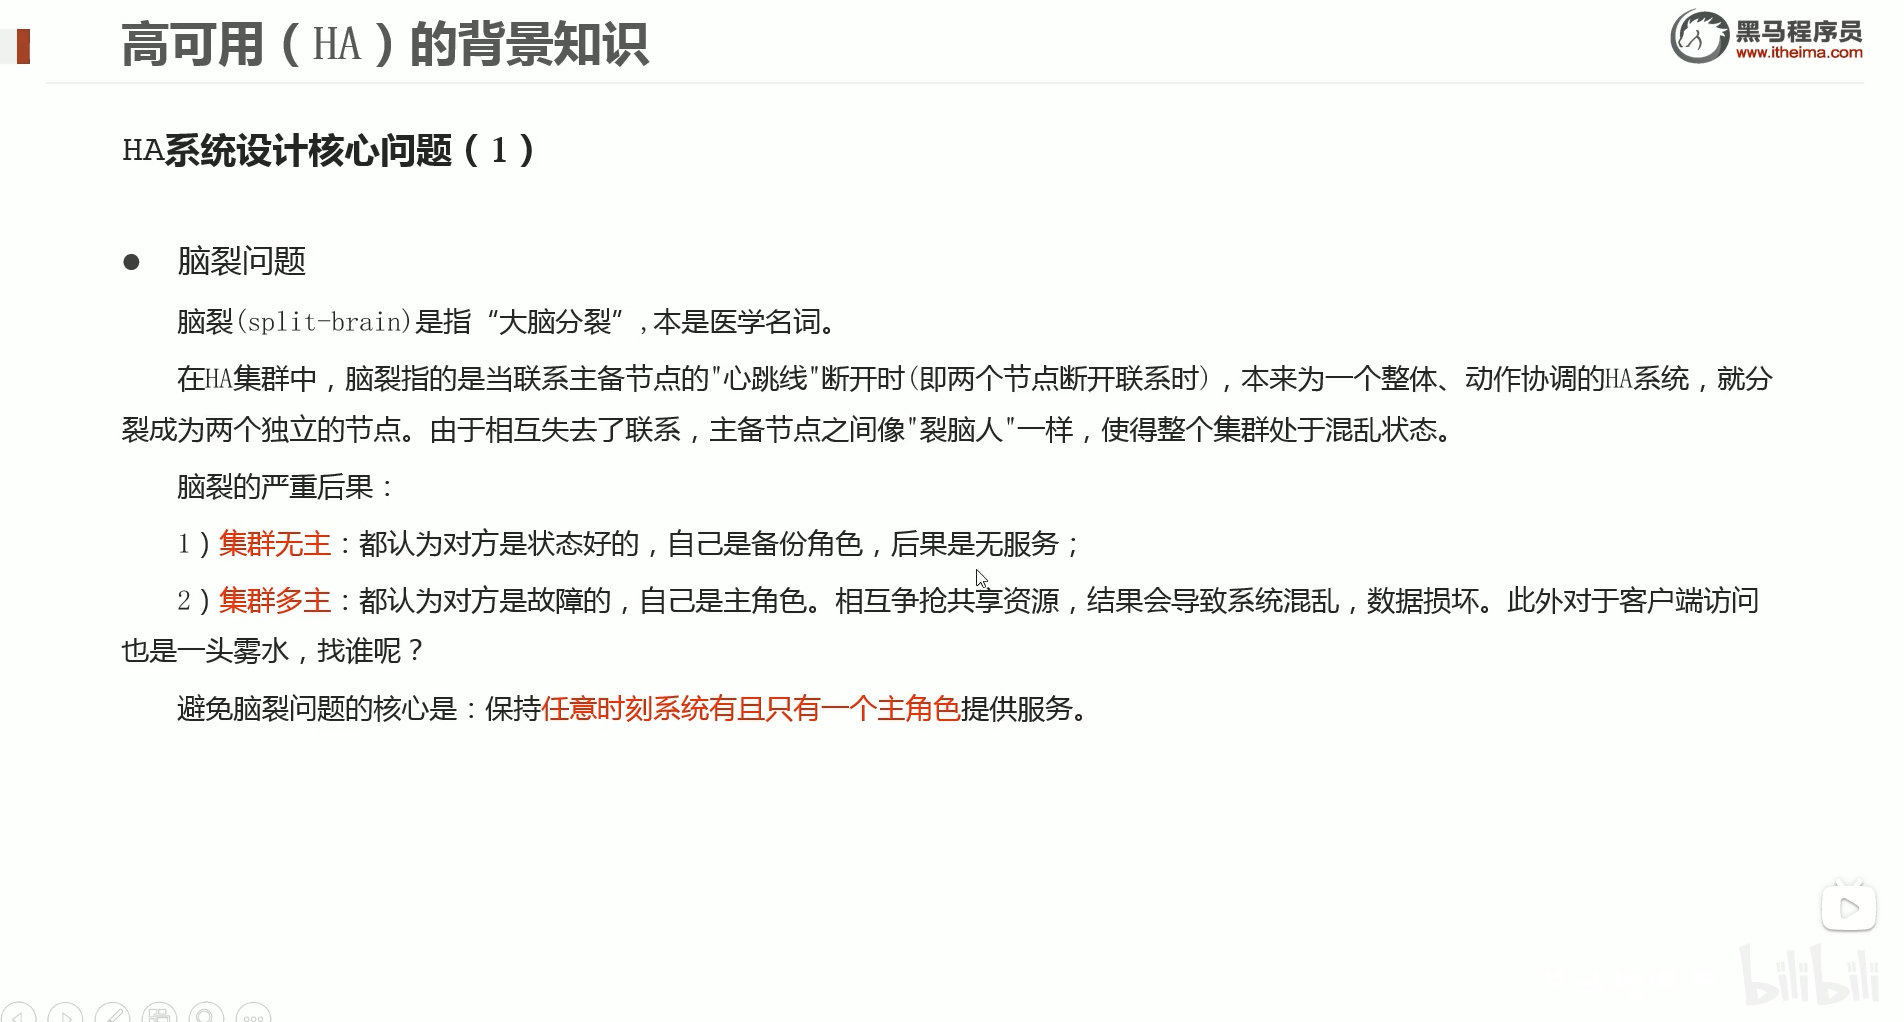 高可用（HA）的背景知识
黑马程序员
www.itheima.com
HA系统设计核心问题（1）
● 脑裂问题
脑裂(split-brain)是指“大脑分裂”,本是医学名词。
在HA集群中，脑裂指的是当联系主备节点的"心跳线"断开时(即两个节点断开联系时)，本来为一个整体、动作协调的HA系统，就分
裂成为两个独立的节点。由于相互失去了联系，主备节点之间像"裂脑人"一样，使得整个集群处于混乱状态。
脑裂的严重后果：
1）集群无主：都认为对方是状态好的，自己是备份角色，后果是无服务；
2）集群多主：都认为对方是故障的，自己是主角色。相互争抢共享资源，结果会导致系统混乱，数据损坏。此外对于客户端访问
也是一头雾水，找谁呢？
避免脑裂问题的核心是：保持任意时刻系统有且只有一个主角色提供服务。
bilibili